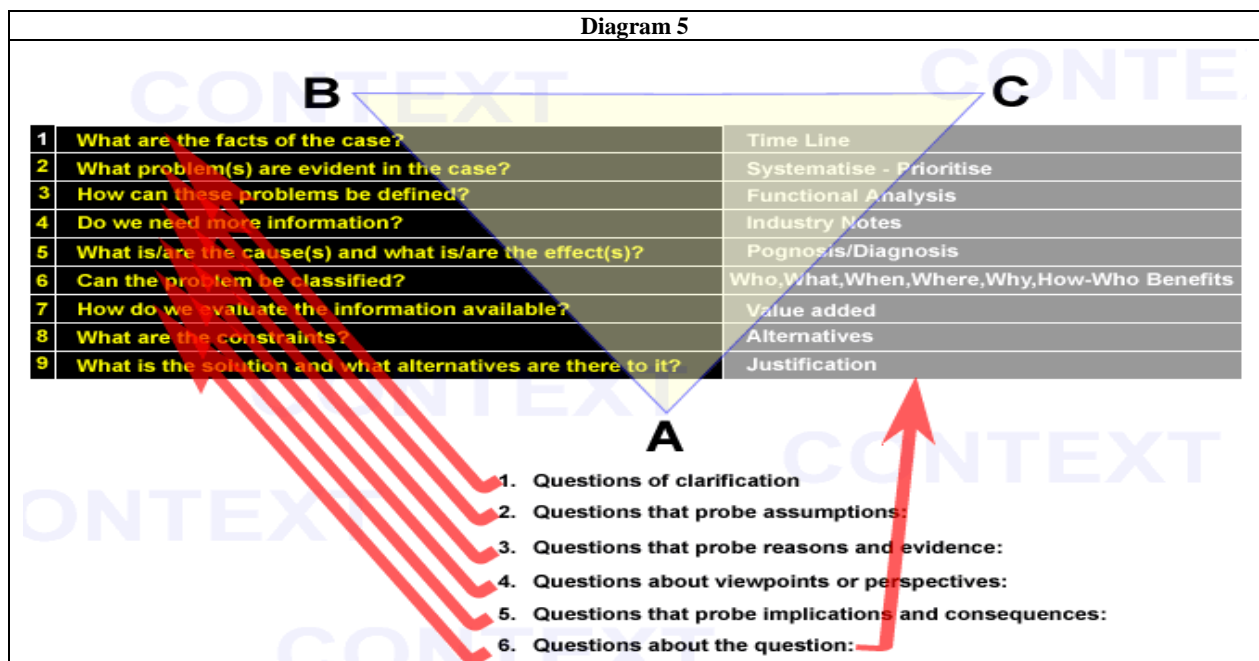 Diagram 5
CONTEXT
CONTE
B
C
1 What are the facts of the case? Time Line
2 What problem(s) are evident in the case? Systematise - Prioritise
3 How can these problems be defined? Functional Analysis
4 Do we need more information? Industry Notes
5 What is/are the cause(s) and what is/are the effect(s)? Pognosis/Diagnosis
6 Can the problem be classified? Who,What,When,Where,Why,How-Who Benefits
7 How do we evaluate the information available? Value added
8 What are the constraints? Alternatives
9 What is the solution and what alternatives are there to it? Justification
CONTEXT
A
CONTEXT
1. Questions of clarification
ONTEXT
2. Questions that probe assumptions:
3. Questions that probe reasons and evidence:
4. Questions about viewpoints or perspectives:
5. Questions that probe implications and consequences:
CONTEXT
6. Questions about the question: